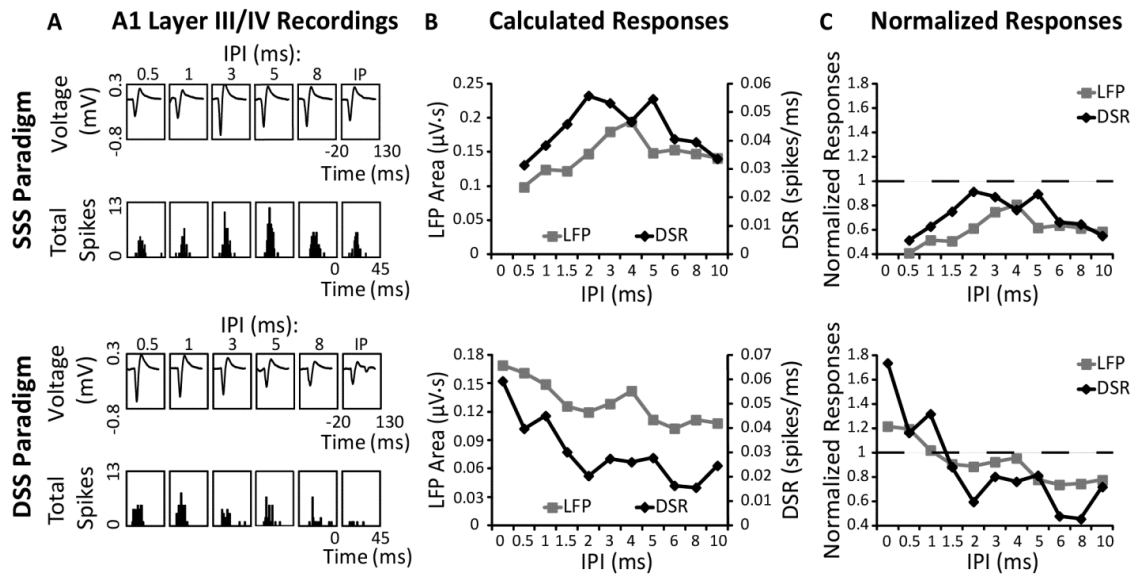 A A1 Layer III/IV Recordings B Calculated Responses C Normalized Responses
SSS Paradigm
IPI (ms):
0.5 1 3 5 8 IP
Voltage (mV)
0.3
-0.8
-20 130
Time (ms)
Total Spikes
13
0
0 45
Time (ms)
LFP Area (µV·s)
0.25
0.2
0.15
0.1
0.05
0
DSR (spikes/ms)
0.06
0.05
0.04
0.03
0.02
0.01
0
LFP DSR
0 0.5 1 1.5 2 3 4 5 6 8 10
IPI (ms)
Normalized Responses
1.8
1.6
1.4
1.2
1
0.8
0.6
0.4
LFP
DSR
0 0.5 1 1.5 2 3 4 5 6 8 10
IPI (ms)
DSS Paradigm
IPI (ms):
0.5 1 3 5 8 IP
Voltage (mV)
0.3
-0.8
-20 130
Time (ms)
Total Spikes
13
0
0 45
Time (ms)
LFP Area (µV·s)
0.18
0.15
0.12
0.09
0.06
0.03
0
DSR (spikes/ms)
0.07
0.06
0.05
0.04
0.03
0.02
0.01
0
LFP DSR
0 0.5 1 1.5 2 3 4 5 6 8 10
IPI (ms)
Normalized Responses
1.8
1.6
1.4
1.2
1
0.8
0.6
0.4
LFP
DSR
0 0.5 1 1.5 2 3 4 5 6 8 10
IPI (ms)